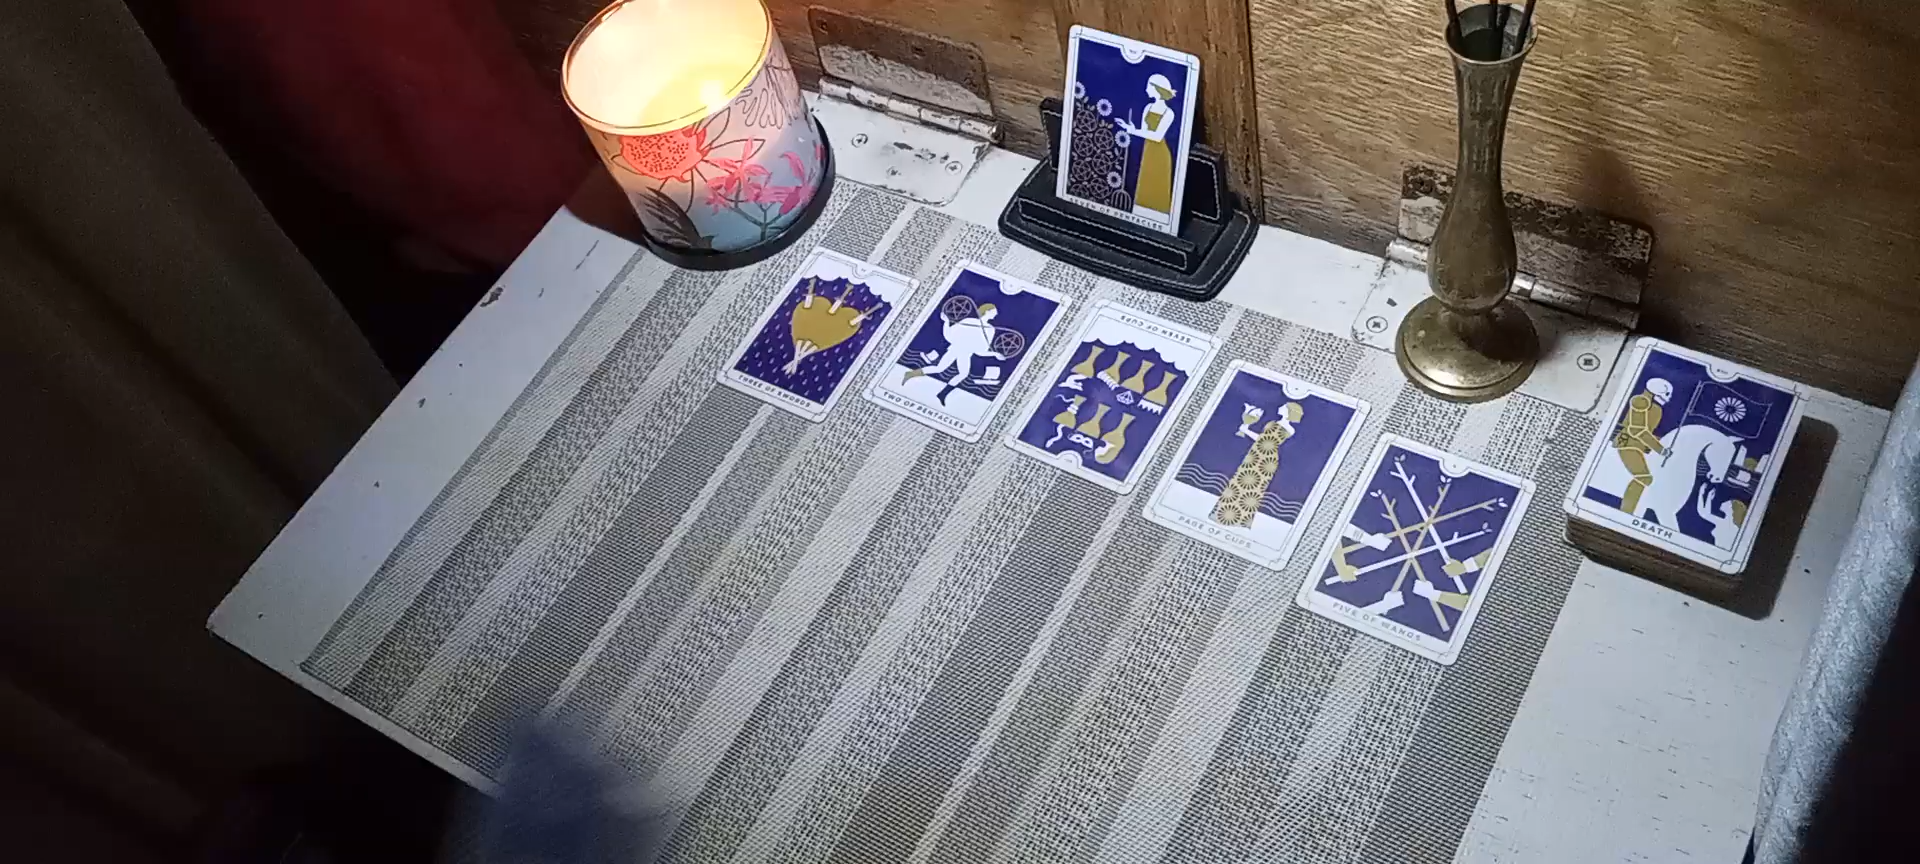 SEVEN OF PENTACLES
THREE OF SWORDS
TWO OF PENTACLES
SEVEN OF CUPS
PAGE OF CUPS
FIVE OF WANDS
DEATH